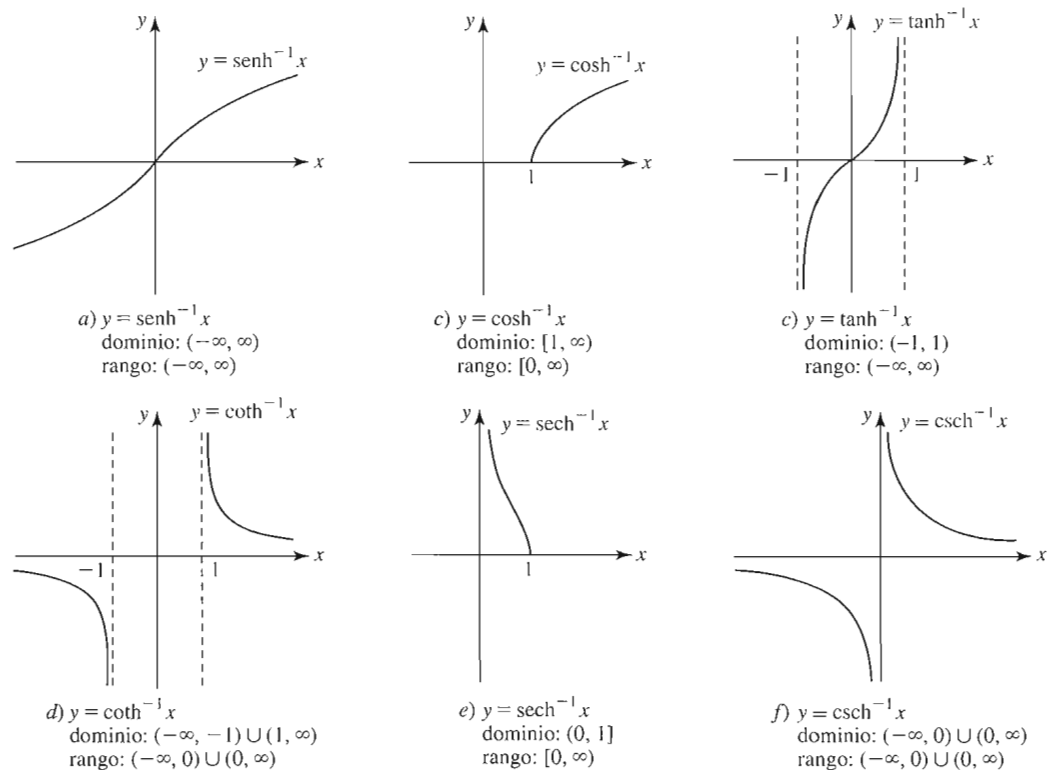 y
y = senh⁻¹ x
x
a) y = senh⁻¹ x
dominio: (−∞, ∞)
rango: (−∞, ∞)
y
y = cosh⁻¹ x
1
x
c) y = cosh⁻¹ x
dominio: [1, ∞)
rango: [0, ∞)
y
y = tanh⁻¹ x
−1
1
x
c) y = tanh⁻¹ x
dominio: (−1, 1)
rango: (−∞, ∞)
y
y = coth⁻¹ x
−1
1
x
d) y = coth⁻¹ x
dominio: (−∞, −1) ∪ (1, ∞)
rango: (−∞, 0) ∪ (0, ∞)
y
y = sech⁻¹ x
1
x
e) y = sech⁻¹ x
dominio: (0, 1]
rango: [0, ∞)
y
y = csch⁻¹ x
x
f) y = csch⁻¹ x
dominio: (−∞, 0) ∪ (0, ∞)
rango: (−∞, 0) ∪ (0, ∞)